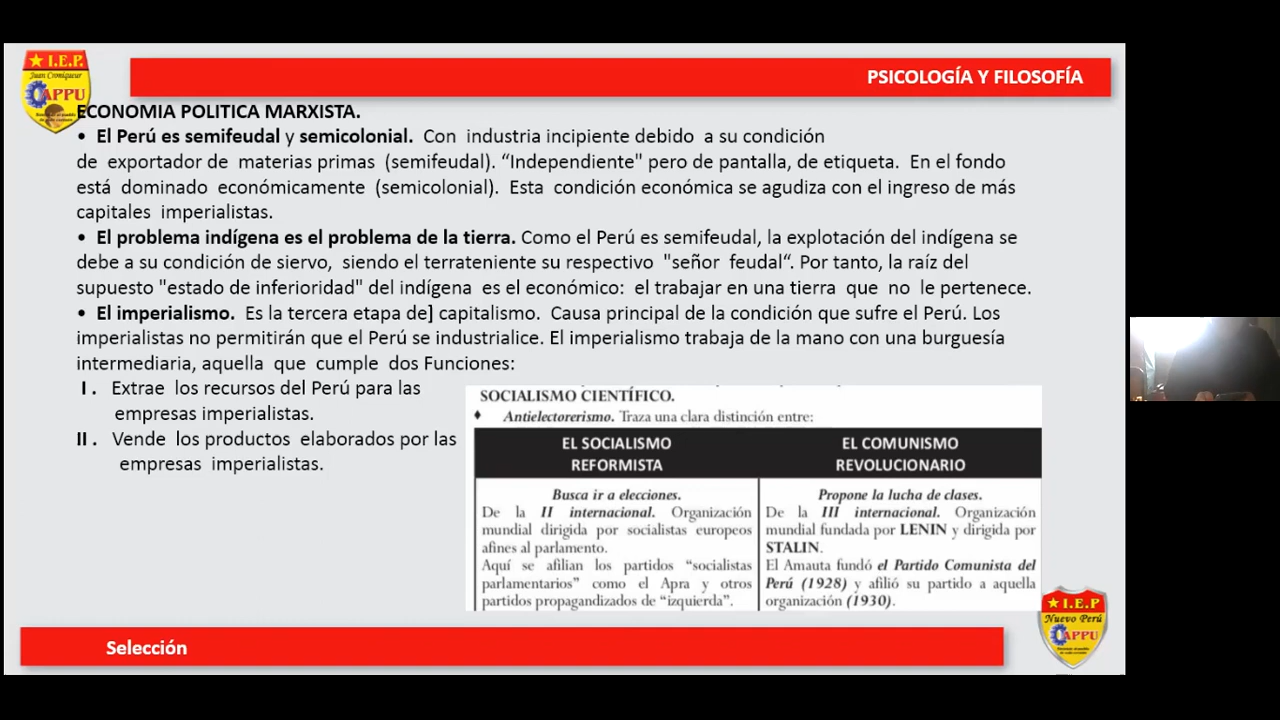 I.E.P.
Juan Croniqueur
APPU
PSICOLOGÍA Y FILOSOFÍA
ECONOMIA POLITICA MARXISTA.
• El Perú es semifeudal y semicolonial. Con industria incipiente debido a su condición
de exportador de materias primas (semifeudal). “Independiente" pero de pantalla, de etiqueta. En el fondo
está dominado económicamente (semicolonial). Esta condición económica se agudiza con el ingreso de más
capitales imperialistas.
• El problema indígena es el problema de la tierra. Como el Perú es semifeudal, la explotación del indígena se
debe a su condición de siervo, siendo el terrateniente su respectivo "señor feudal“. Por tanto, la raíz del
supuesto "estado de inferioridad" del indígena es el económico: el trabajar en una tierra que no le pertenece.
• El imperialismo. Es la tercera etapa de] capitalismo. Causa principal de la condición que sufre el Perú. Los
imperialistas no permitirán que el Perú se industrialice. El imperialismo trabaja de la mano con una burguesía
intermediaria, aquella que cumple dos Funciones:
I . Extrae los recursos del Perú para las
empresas imperialistas.
II . Vende los productos elaborados por las
empresas imperialistas.
SOCIALISMO CIENTÍFICO.
♦ Antielectorerismo. Traza una clara distinción entre:
EL SOCIALISMO
REFORMISTA
Busca ir a elecciones.
De la II internacional. Organización
mundial dirigida por socialistas europeos
afines al parlamento.
Aquí se afilian los partidos “socialistas
parlamentarios” como el Apra y otros
partidos propagandizados de “izquierda”.
EL COMUNISMO
REVOLUCIONARIO
Propone la lucha de clases.
De la III internacional. Organización
mundial fundada por LENIN y dirigida por
STALIN.
El Amauta fundó el Partido Comunista del
Perú (1928) y afilió su partido a aquella
organización (1930).
I.E.P
Nuevo Perú
APPU
Selección